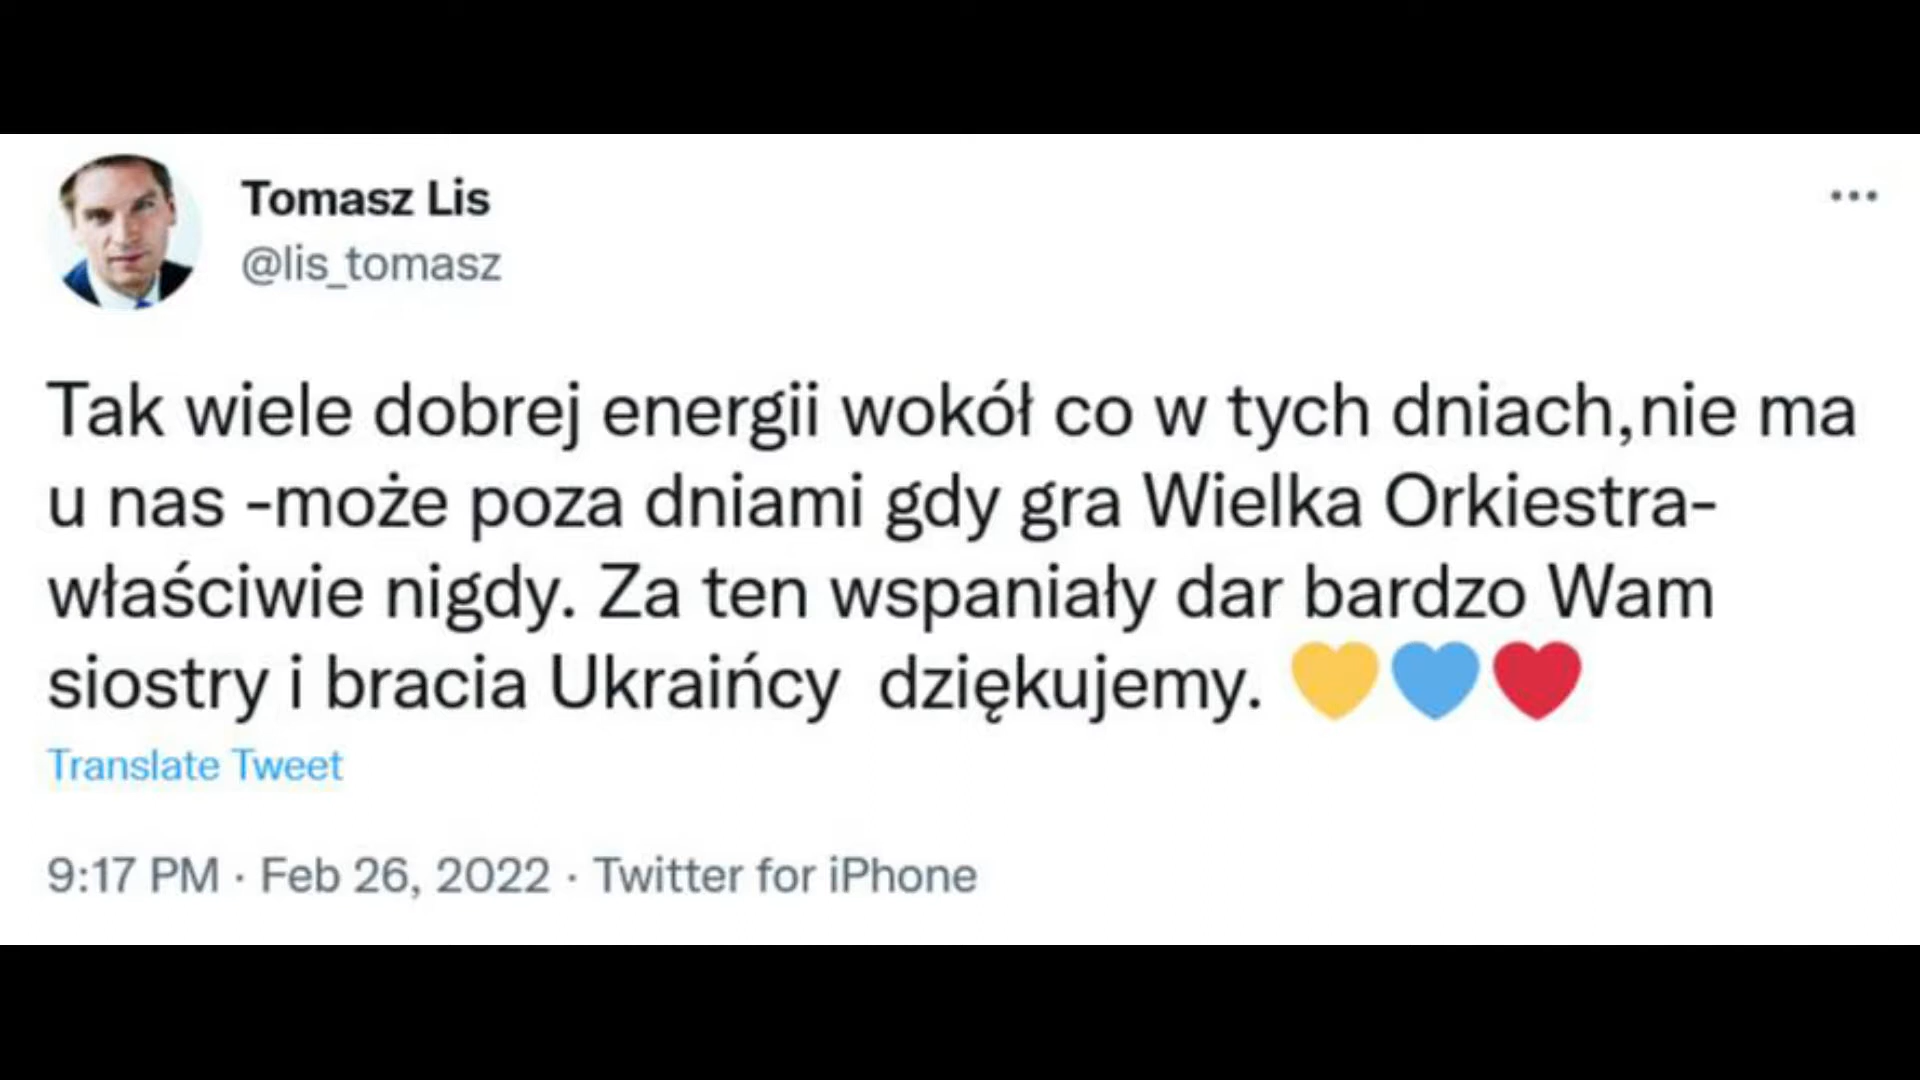 Tomasz Lis
@lis_tomasz
Tak wiele dobrej energii wokół co w tych dniach,nie ma
u nas -może poza dniami gdy gra Wielka Orkiestra-
właściwie nigdy. Za ten wspaniały dar bardzo Wam
siostry i bracia Ukraińcy  dziękujemy. 💛💙❤️
Translate Tweet
9:17 PM · Feb 26, 2022 · Twitter for iPhone